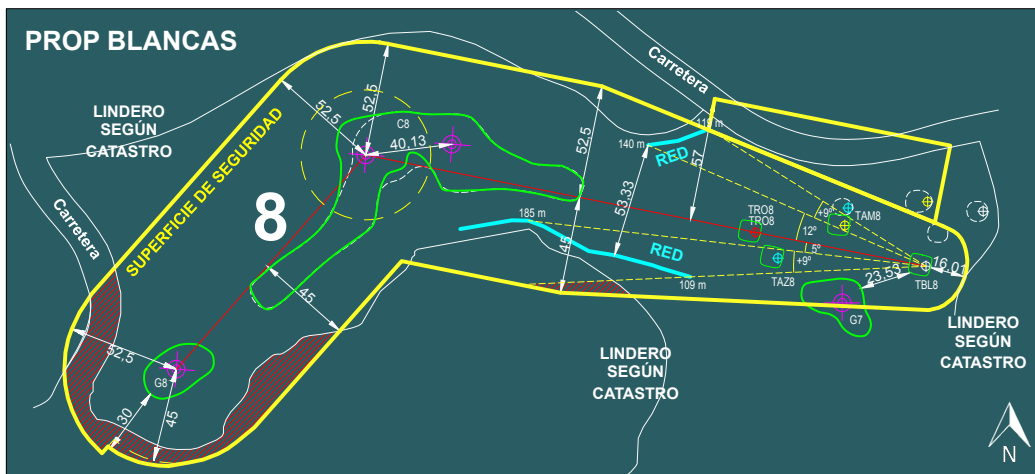 PROP BLANCAS
LINDERO
SEGÚN
CATASTRO
Carretera
SUPERFICIE DE SEGURIDAD
8
52,5
52,5
C8
40,13
52,5
45
45
Carretera
119 m
140 m
RED
57
53,33
185 m
RED
109 m
TRO8
TRO8
+9º
12º
5º
+9º
TAM8
TAZ8
TBL8
23,53
16,01
G7
52,5
G8
30
45
LINDERO
SEGÚN
CATASTRO
LINDERO
SEGÚN
CATASTRO
N